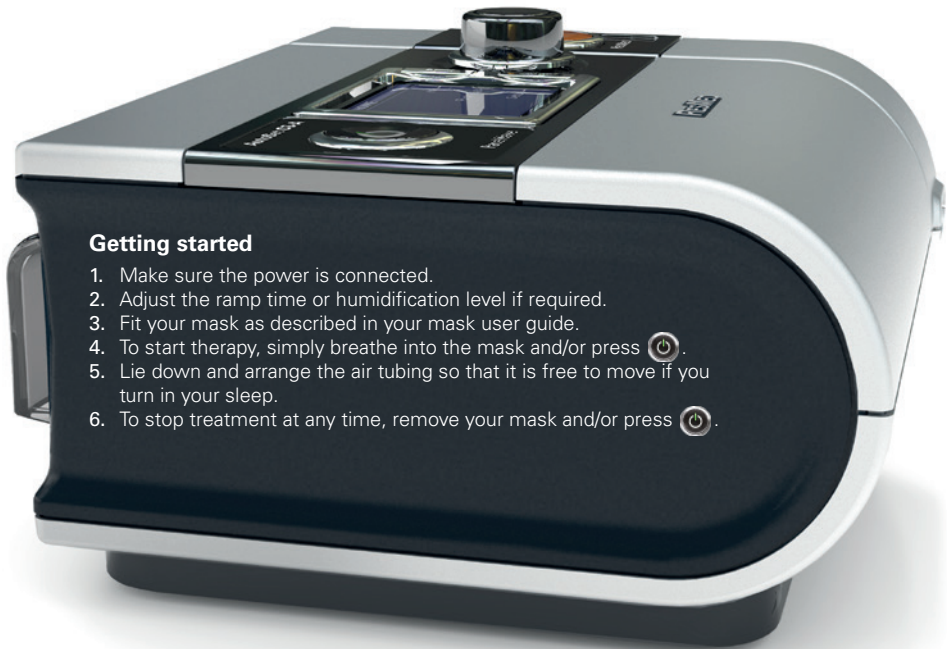 Getting started
1. Make sure the power is connected.
2. Adjust the ramp time or humidification level if required.
3. Fit your mask as described in your mask user guide.
4. To start therapy, simply breathe into the mask and/or press .
5. Lie down and arrange the air tubing so that it is free to move if you
turn in your sleep.
6. To stop treatment at any time, remove your mask and/or press .